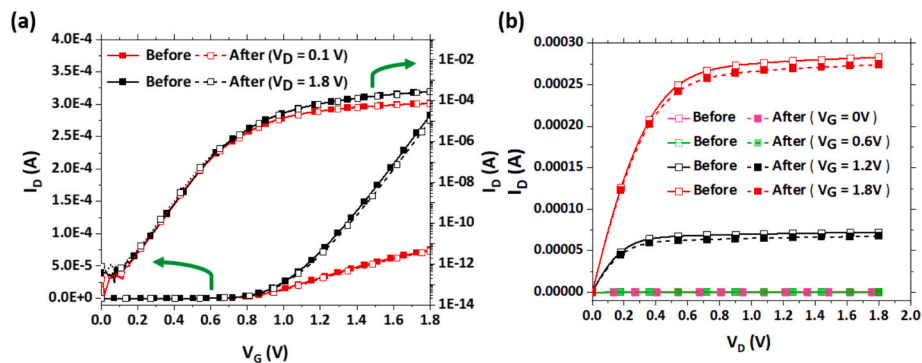 (a)
4.0E-4
3.5E-4
3.0E-4
2.5E-4
2.0E-4
1.5E-4
1.0E-4
5.0E-5
0.0E+0
I_D (A)
Before After (V_D = 0.1 V)
Before After (V_D = 1.8 V)
1E-02
1E-04
1E-06
1E-08
1E-10
1E-12
1E-14
I_D (A)
0.0 0.2 0.4 0.6 0.8 1.0 1.2 1.4 1.6 1.8
V_G (V)
(b)
0.00030
0.00025
0.00020
0.00015
0.00010
0.00005
0.00000
I_D (A)
Before After ( V_G = 0V)
Before After ( V_G = 0.6V)
Before After ( V_G = 1.2V)
Before After ( V_G = 1.8V)
0.0 0.2 0.4 0.6 0.8 1.0 1.2 1.4 1.6 1.8 2.0
V_D (V)